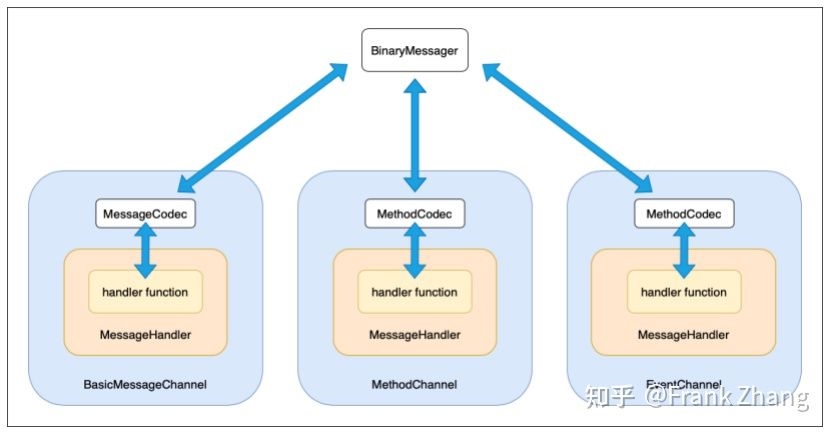 BinaryMessager
MessageCodec
MethodCodec
MethodCodec
handler function
handler function
handler function
MessageHandler
MessageHandler
MessageHandler
BasicMessageChannel
MethodChannel
EventChannel
知乎 @Frank Zhang